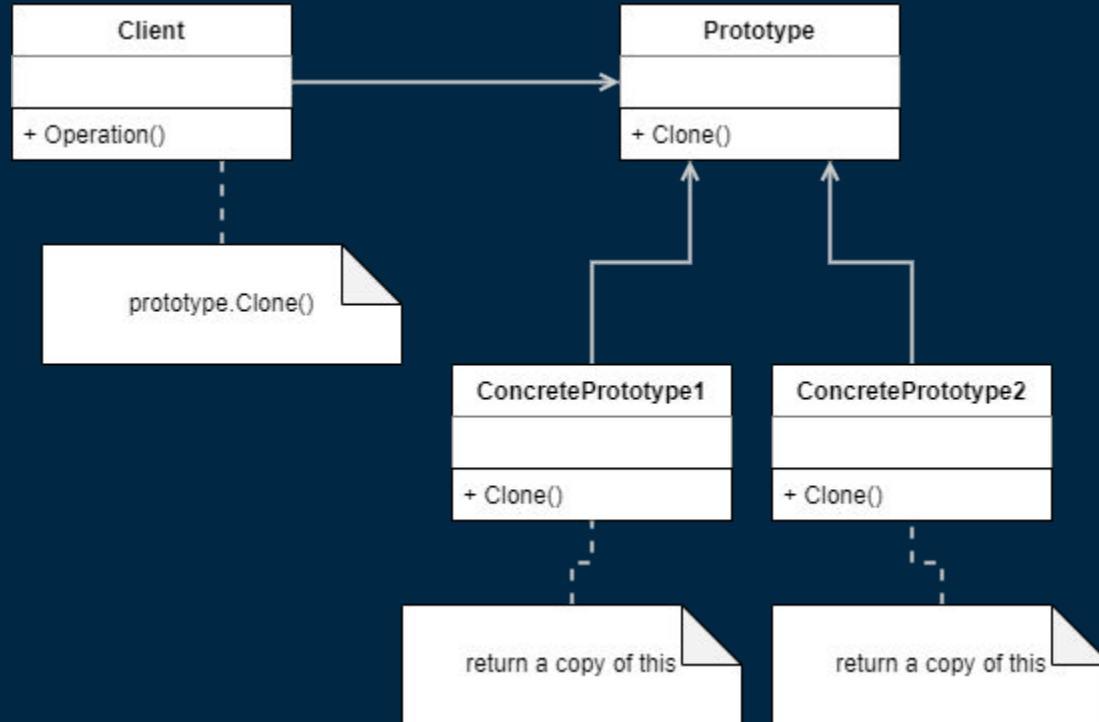 Client
Prototype
+ Operation()
+ Clone()
prototype.Clone()
ConcretePrototype1
ConcretePrototype2
+ Clone()
+ Clone()
return a copy of this
return a copy of this